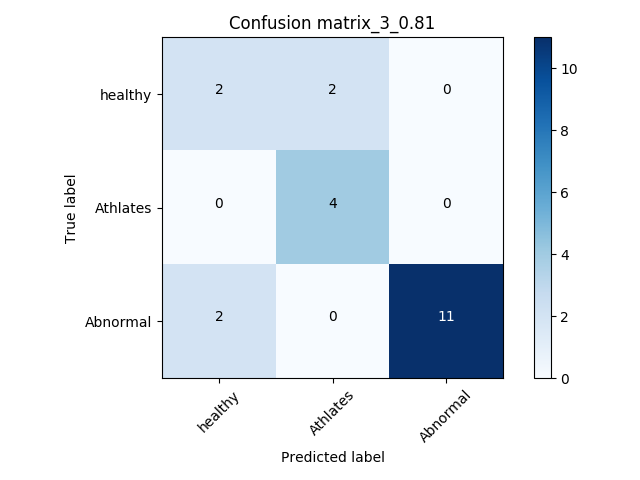 Confusion matrix_3_0.81
True label
healthy 2 2 0
Athlates 0 4 0
Abnormal 2 0 11
healthy Athlates Abnormal
Predicted label
10
8
6
4
2
0